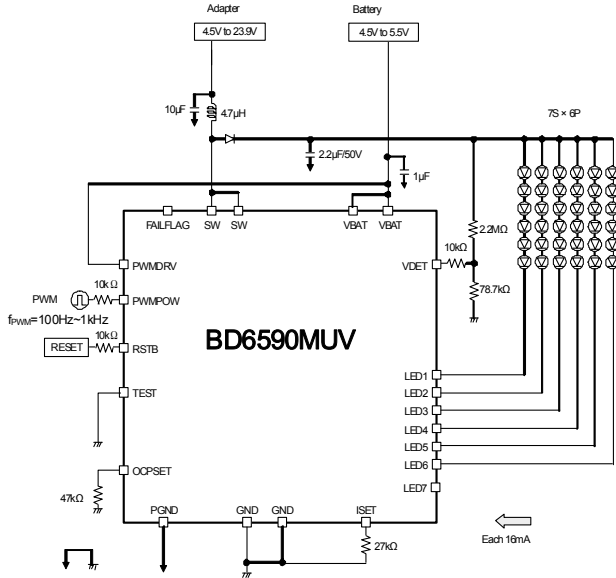 Adapter
Battery
4.5V to 23.9V
4.5V to 5.5V
10µF
4.7µH
7S × 6P
2.2µF/50V
1µF
FAILFLAG
SW
SW
VBAT
VBAT
2.2MΩ
PWMDRV
VDET
10kΩ
10kΩ
PWM
PWMPOW
78.7kΩ
fPWM=100Hz~1kHz
10kΩ
RESET
RSTB
BD6590MUV
LED1
TEST
LED2
LED3
LED4
LED5
OCPSET
LED6
LED7
47kΩ
PGND
GND
GND
ISET
Each 16mA
27kΩ